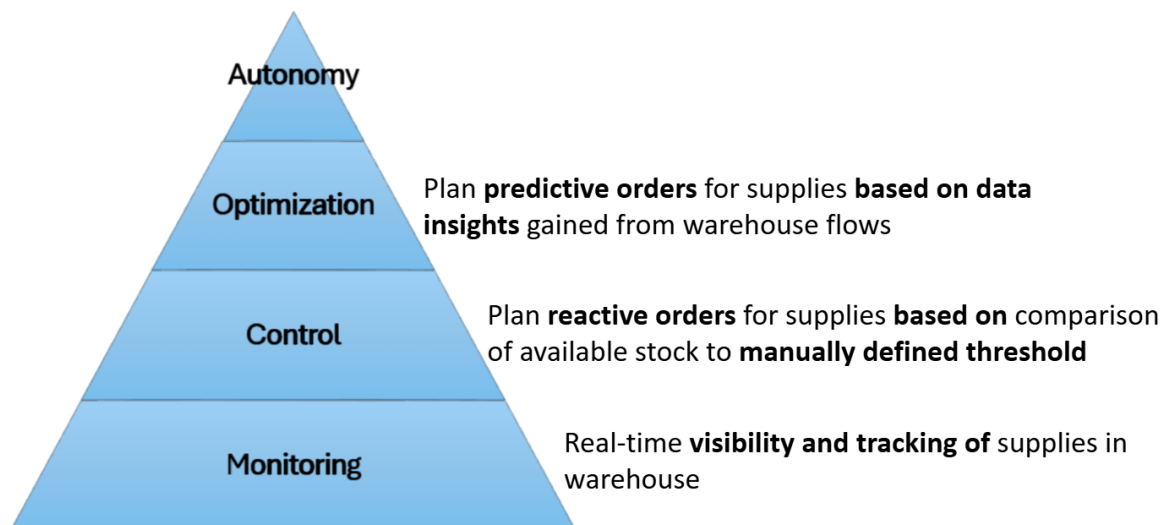 Autonomy
Optimization
Plan predictive orders for supplies based on data
insights gained from warehouse flows
Control
Plan reactive orders for supplies based on comparison
of available stock to manually defined threshold
Monitoring
Real-time visibility and tracking of supplies in
warehouse